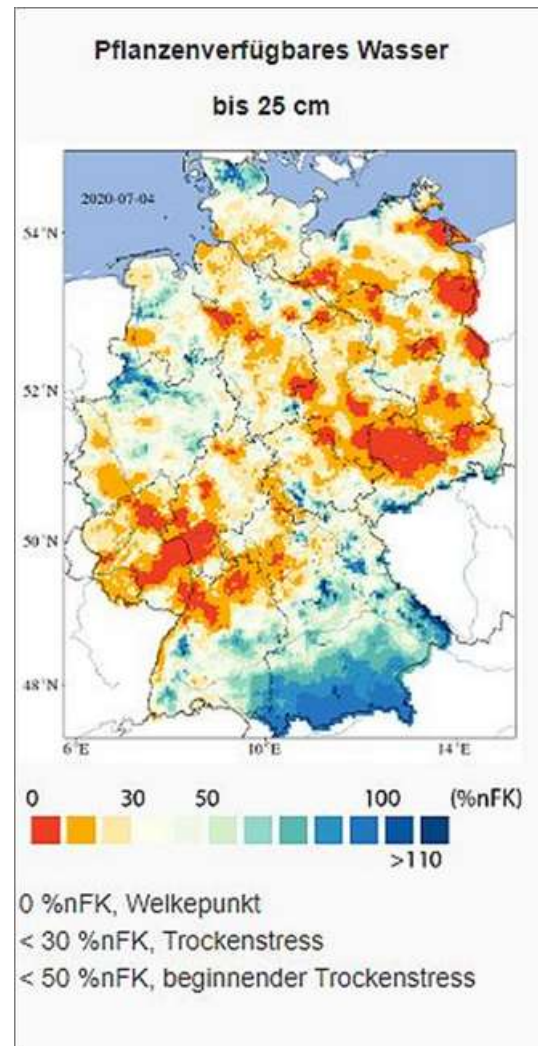 Pflanzenverfügbares Wasser
bis 25 cm
2020-07-04
54°N
52°N
50°N
48°N
6°E 10°E 14°E
0 30 50 100 (%nFK)
>110
0 %nFK, Welkepunkt
< 30 %nFK, Trockenstress
< 50 %nFK, beginnender Trockenstress